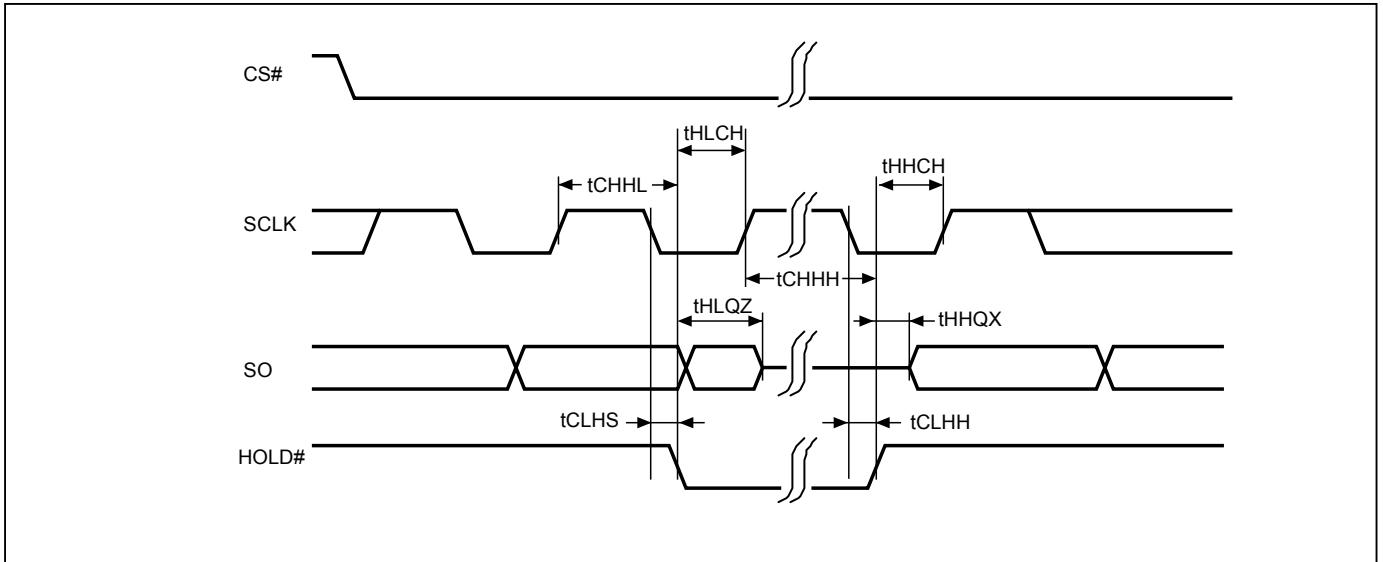 CS#
tHLCH
tHHCH
tCHHL
SCLK
tCHHH
tHLQZ
tHHQX
SO
tCLHS
tCLHH
HOLD#